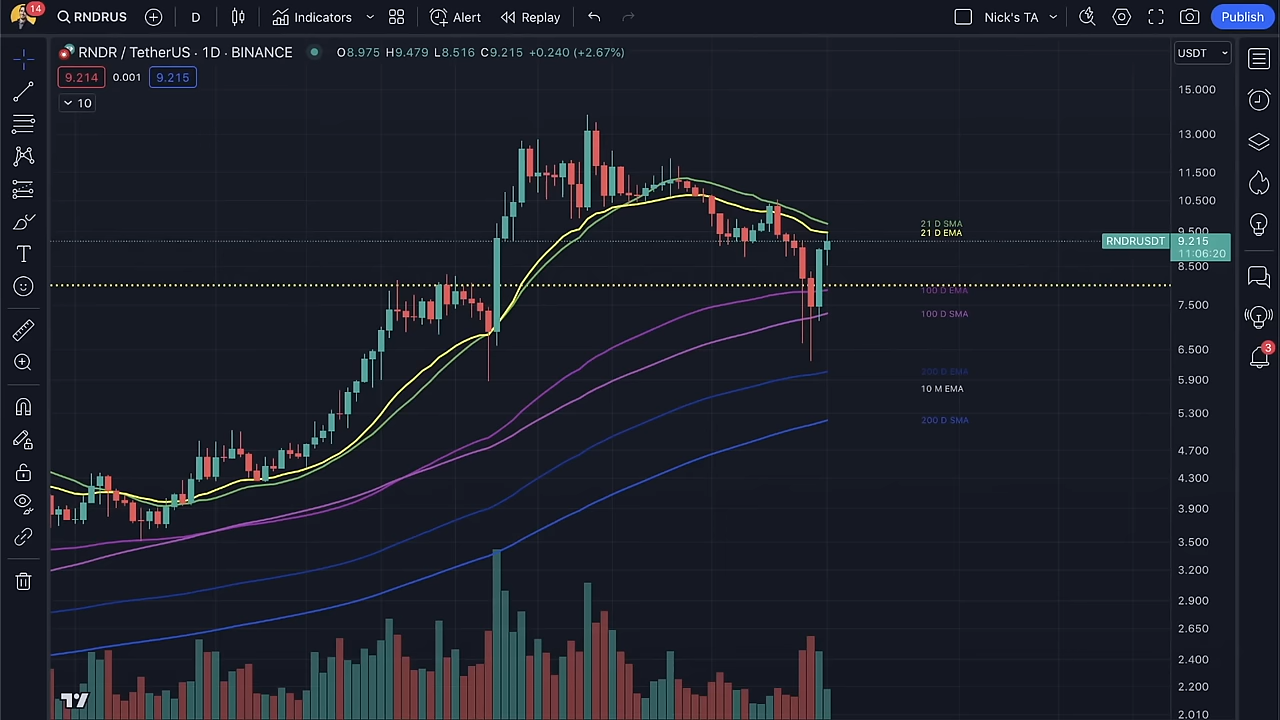 14
RNDRUS
D
Indicators
Alert
Replay
Nick's TA
Publish
RNDR / TetherUS · 1D · BINANCE
O8.975 H9.479 L8.516 C9.215 +0.240 (+2.67%)
USDT
9.214
0.001
9.215
10
15.000
13.000
11.500
10.500
9.500
21 D SMA
21 D EMA
RNDRUSDT
9.215
11:06:20
8.500
100 D EMA
7.500
100 D SMA
6.500
3
200 D EMA
5.900
10 M EMA
5.300
200 D SMA
4.700
4.300
3.900
3.500
3.200
2.900
2.650
2.400
2.200
2.010
T